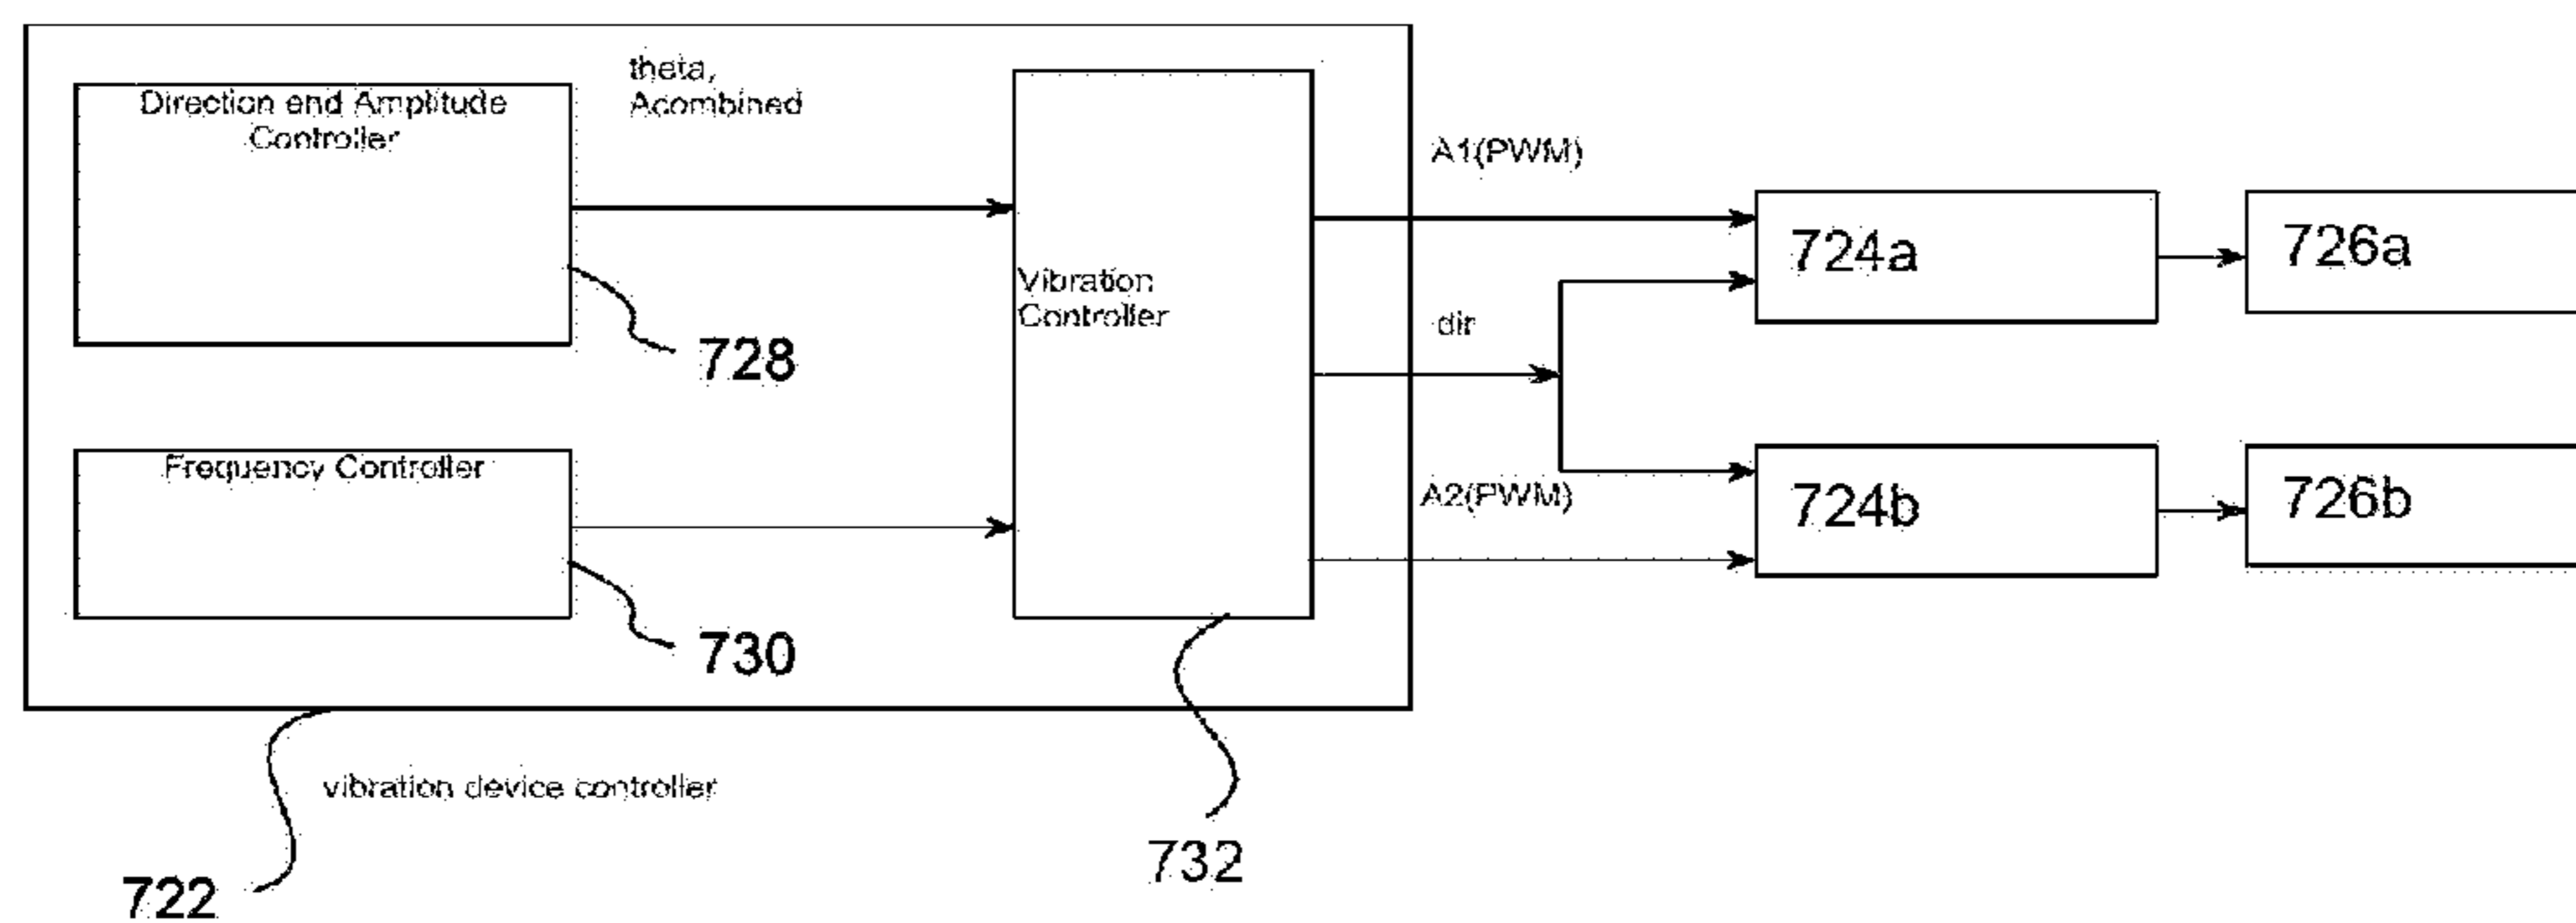 theta,
Acombined
Direction end Amplitude
Controller
A1(PWM)
724a
726a
Vibration
Controller
dir
728
Frequency Controller
A2(PWM)
724b
726b
730
vibration device controller
732
722